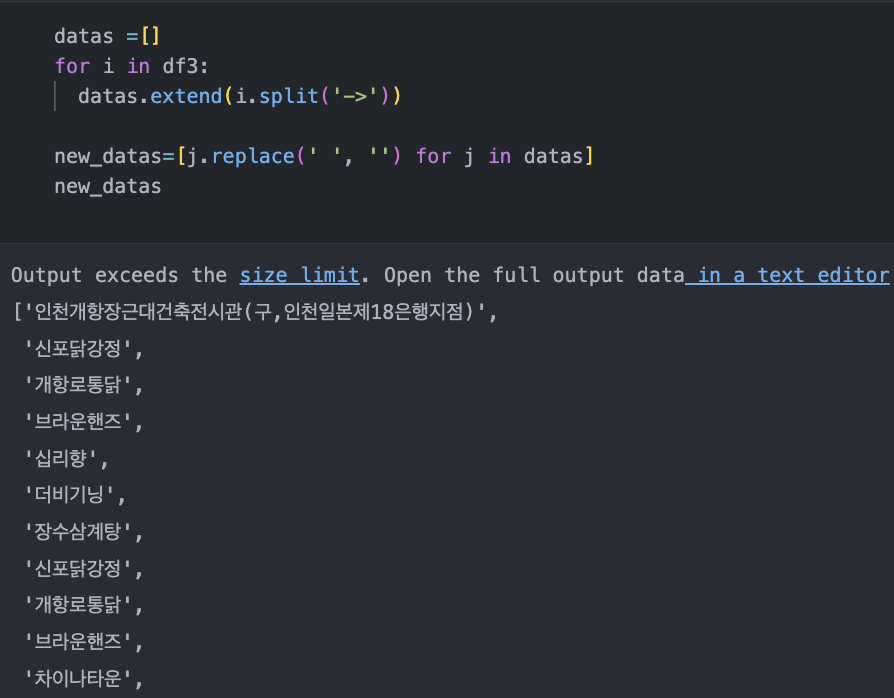 datas =[]
for i in df3:
datas.extend(i.split('->'))
new_datas=[j.replace(' ', '') for j in datas]
new_datas
Output exceeds the size limit. Open the full output data in a text editor
['인천개항장근대건축전시관(구,인천일본제18은행지점)',
'신포닭강정',
'개항로통닭',
'브라운핸즈',
'십리향',
'더비기닝',
'장수삼계탕',
'신포닭강정',
'개항로통닭',
'브라운핸즈',
'차이나타운',